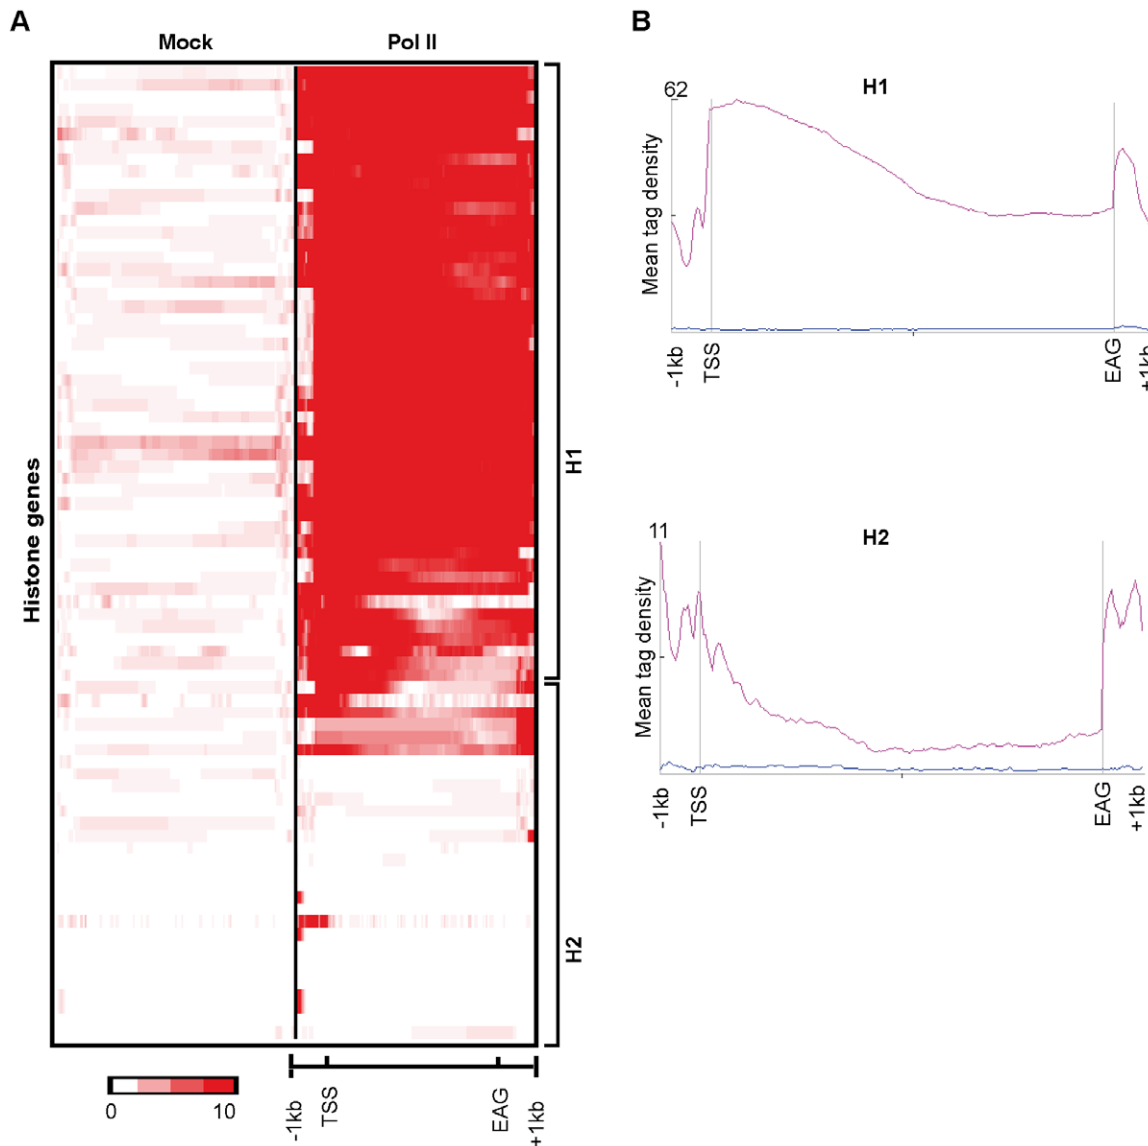 A
Mock
Pol II
Histone genes
H1
H2
0
10
-1kb
TSS
EAG
+1kb
B
H1
62
Mean tag density
-1kb
TSS
EAG
+1kb
H2
11
Mean tag density
-1kb
TSS
EAG
+1kb